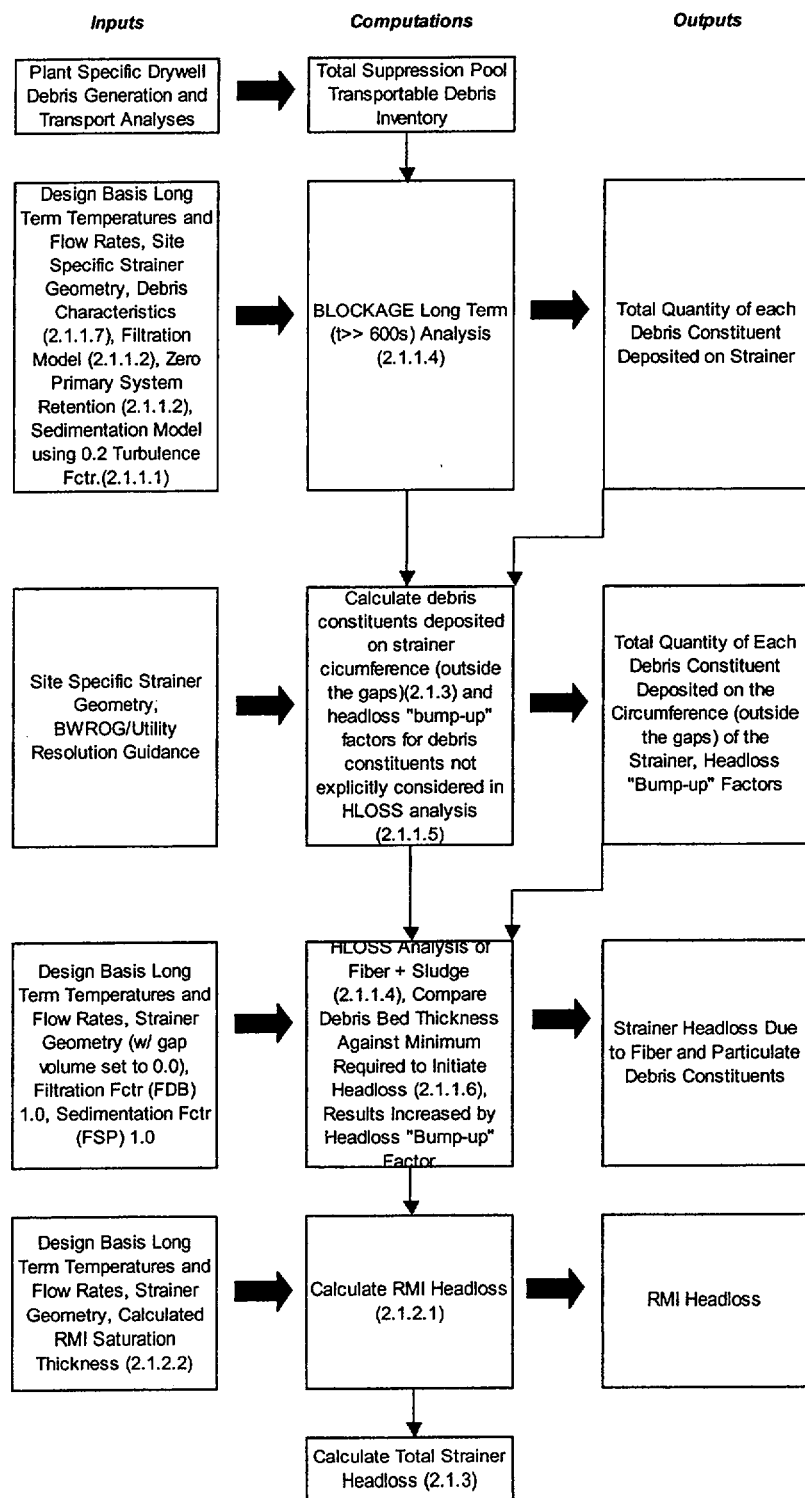 Inputs
Computations
Outputs
Plant Specific Drywell
Debris Generation and
Transport Analyses
Total Suppression Pool
Transportable Debris
Inventory
Design Basis Long
Term Temperatures and
Flow Rates, Site
Specific Strainer
Geometry, Debris
Characteristics
(2.1.1.7), Filtration
Model (2.1.1.2), Zero
Primary System
Retention (2.1.1.2),
Sedimentation Model
using 0.2 Turbulence
Fctr.(2.1.1.1)
BLOCKAGE Long Term
(t>> 600s) Analysis
(2.1.1.4)
Total Quantity of each
Debris Constituent
Deposited on Strainer
Site Specific Strainer
Geometry;
BWROG/Utility
Resolution Guidance
Calculate debris
constituents deposited
on strainer
cicumference (outside
the gaps)(2.1.3) and
headloss "bump-up"
factors for debris
constituents not
explicitly considered in
HLOSS analysis
(2.1.1.5)
Total Quantity of Each
Debris Constituent
Deposited on the
Circumference (outside
the gaps) of the
Strainer, Headloss
"Bump-up" Factors
Design Basis Long
Term Temperatures and
Flow Rates, Strainer
Geometry (w/ gap
volume set to 0.0),
Filtration Fctr (FDB)
1.0, Sedimentation Fctr
(FSP) 1.0
HLOSS Analysis of
Fiber + Sludge
(2.1.1.4), Compare
Debris Bed Thickness
Against Minimum
Required to Initiate
Headloss (2.1.1.6),
Results Increased by
Headloss "Bump-up"
Factor
Strainer Headloss Due
to Fiber and Particulate
Debris Constituents
Design Basis Long
Term Temperatures and
Flow Rates, Strainer
Geometry, Calculated
RMI Saturation
Thickness (2.1.2.2)
Calculate RMI Headloss
(2.1.2.1)
RMI Headloss
Calculate Total Strainer
Headloss (2.1.3)